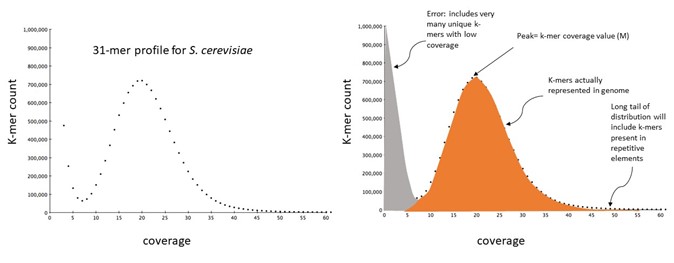 31-mer profile for S. cerevisiae
K-mer count
1,000,000
900,000
800,000
700,000
600,000
500,000
400,000
300,000
200,000
100,000
0
0 5 10 15 20 25 30 35 40 45 50 55 60
coverage
Error: includes very
many unique k-
mers with low
coverage
Peak= k-mer coverage value (M)
K-mers actually
represented in genome
Long tail of
distribution will
include k-mers
present in
repetitive
elements
K-mer count
1,000,000
900,000
800,000
700,000
600,000
500,000
400,000
300,000
200,000
100,000
0
0 5 10 15 20 25 30 35 40 45 50 55 60
coverage